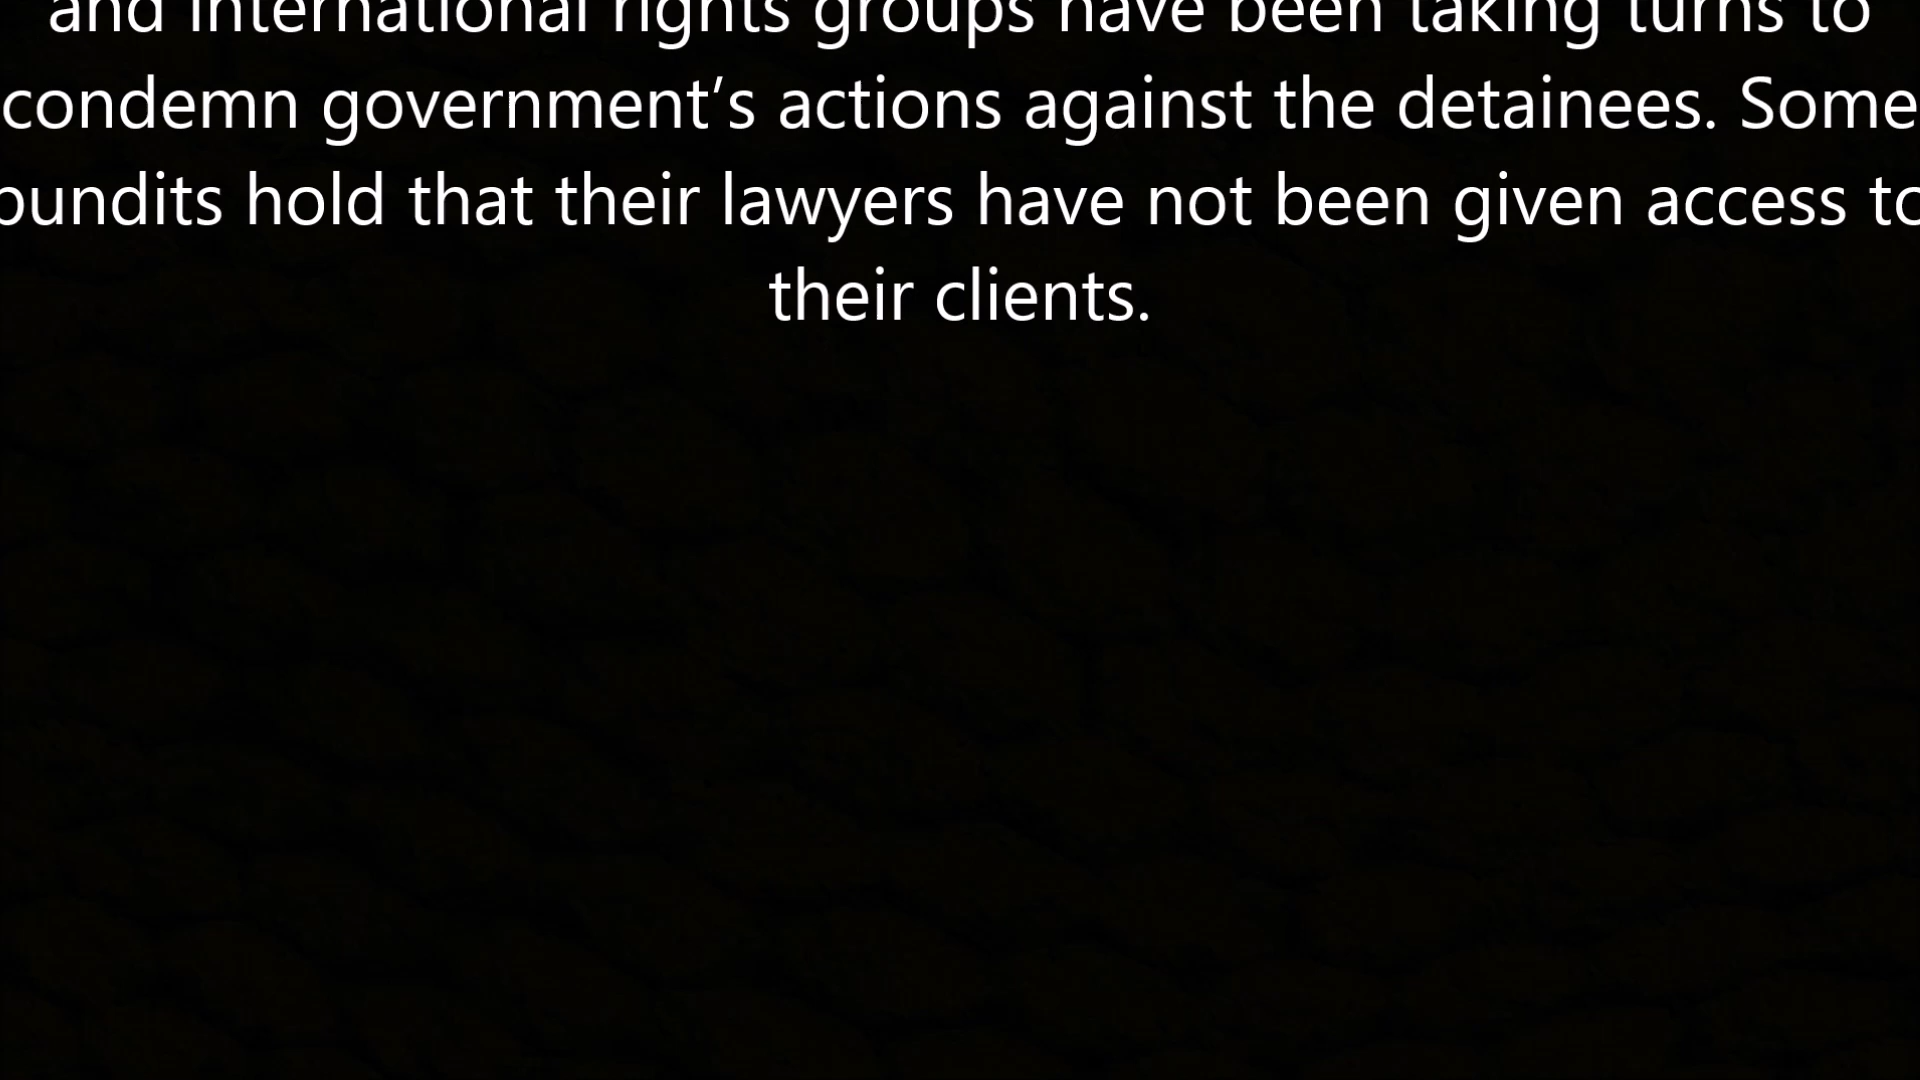 and international rights groups have been taking turns to
condemn government’s actions against the detainees. Some
pundits hold that their lawyers have not been given access to
their clients.